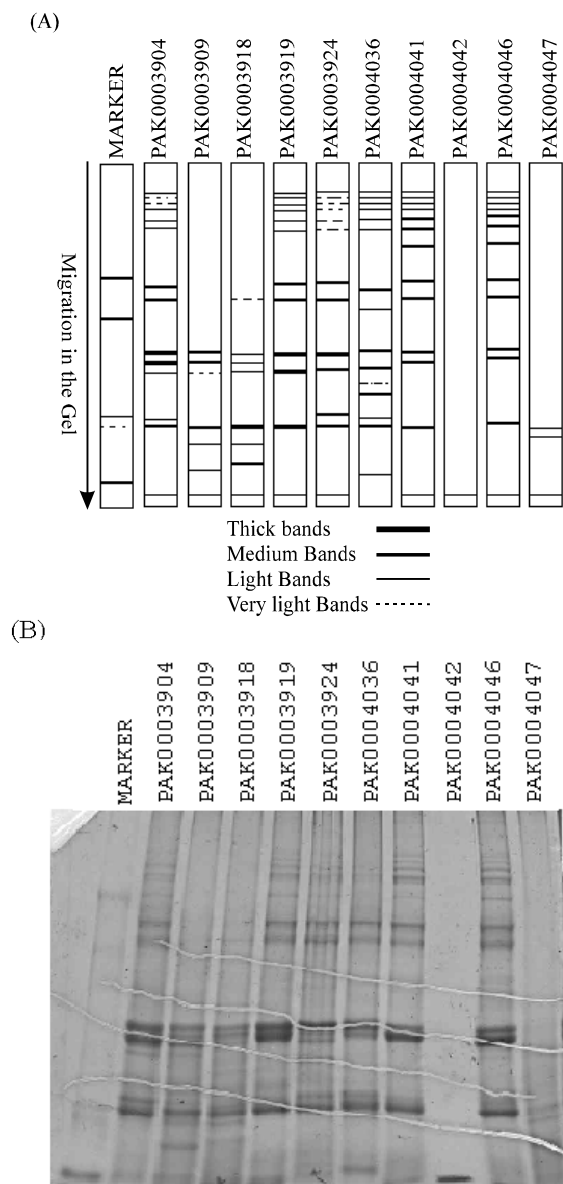 (A)
MARKER
PAK0003904
PAK0003909
PAK0003918
PAK0003919
PAK0003924
PAK0004036
PAK0004041
PAK0004042
PAK0004046
PAK0004047
Migration in the Gel
Thick bands
Medium Bands
Light Bands
Very light Bands
(B)
MARKER
PAK0003904
PAK0003909
PAK0003918
PAK0003919
PAK0003924
PAK0004036
PAK0004041
PAK0004042
PAK0004046
PAK0004047